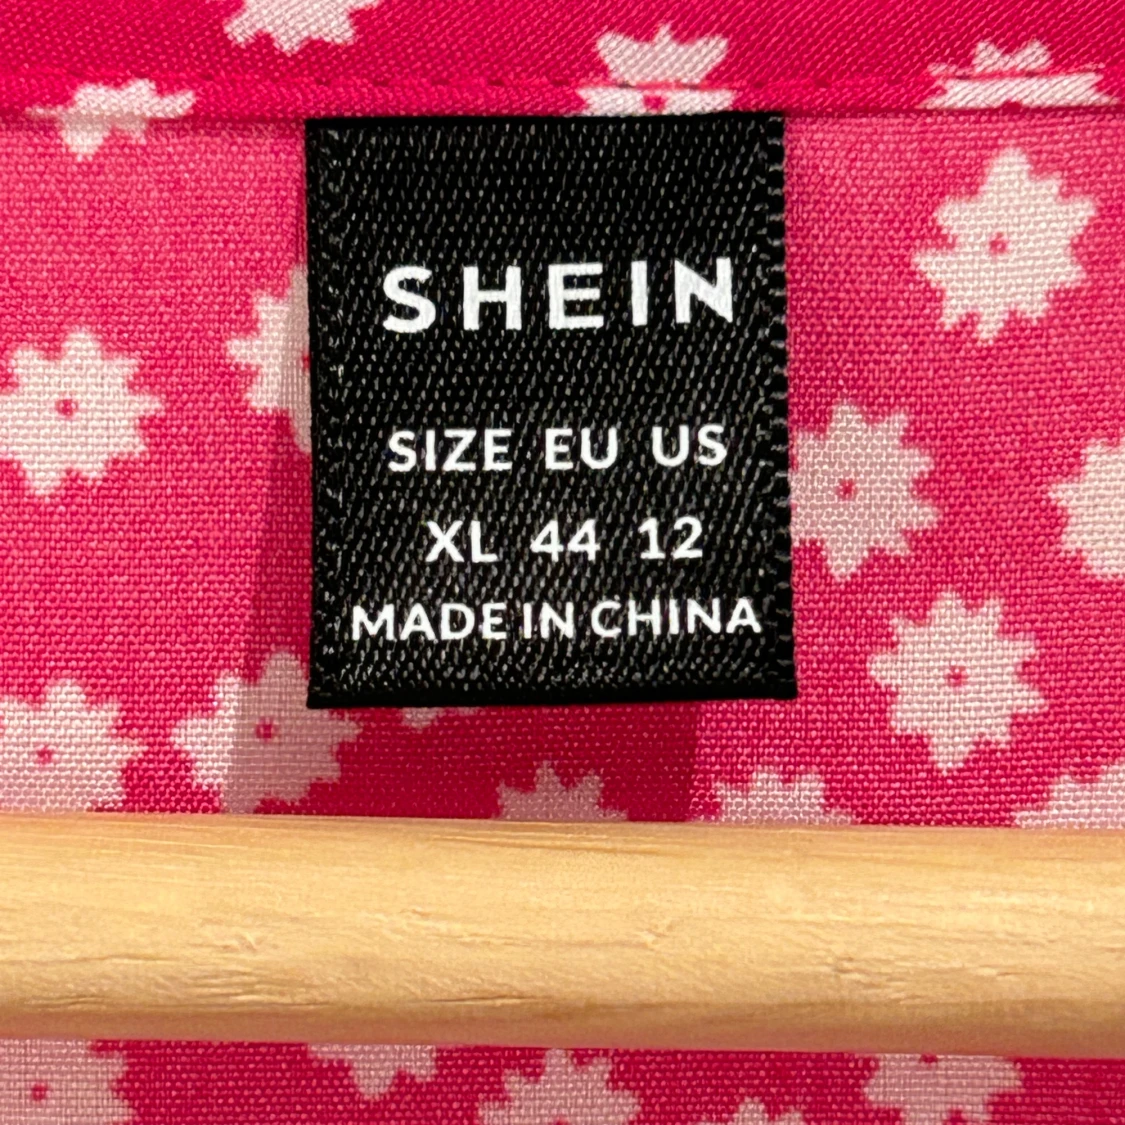 SHEIN
SIZE EU US
XL 44 12
MADE IN CHINA